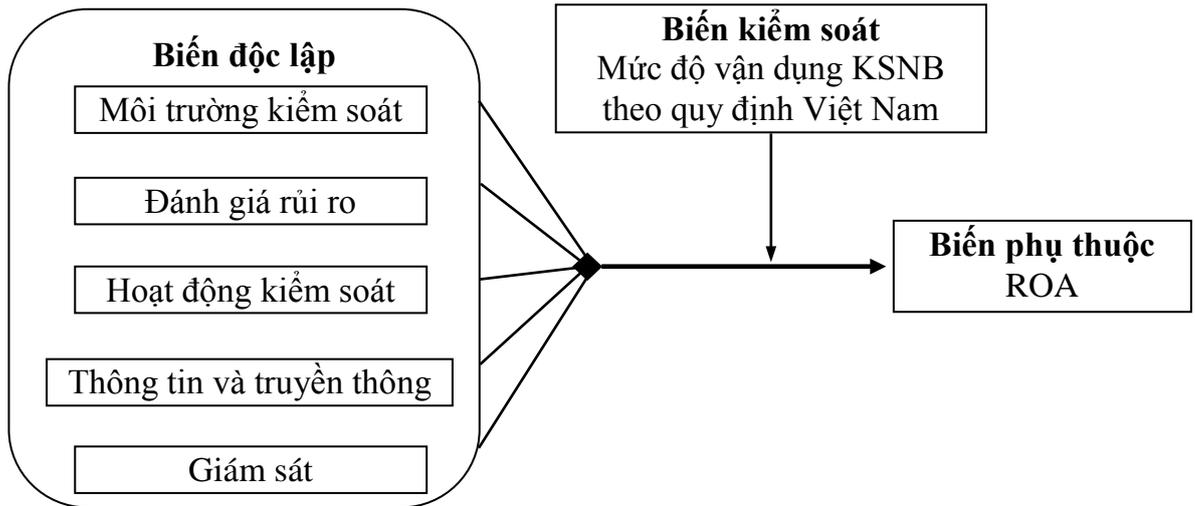 Biến độc lập
Môi trường kiểm soát
Đánh giá rủi ro
Hoạt động kiểm soát
Thông tin và truyền thông
Giám sát
Biến kiểm soát
Mức độ vận dụng KSNB
theo quy định Việt Nam
Biến phụ thuộc
ROA